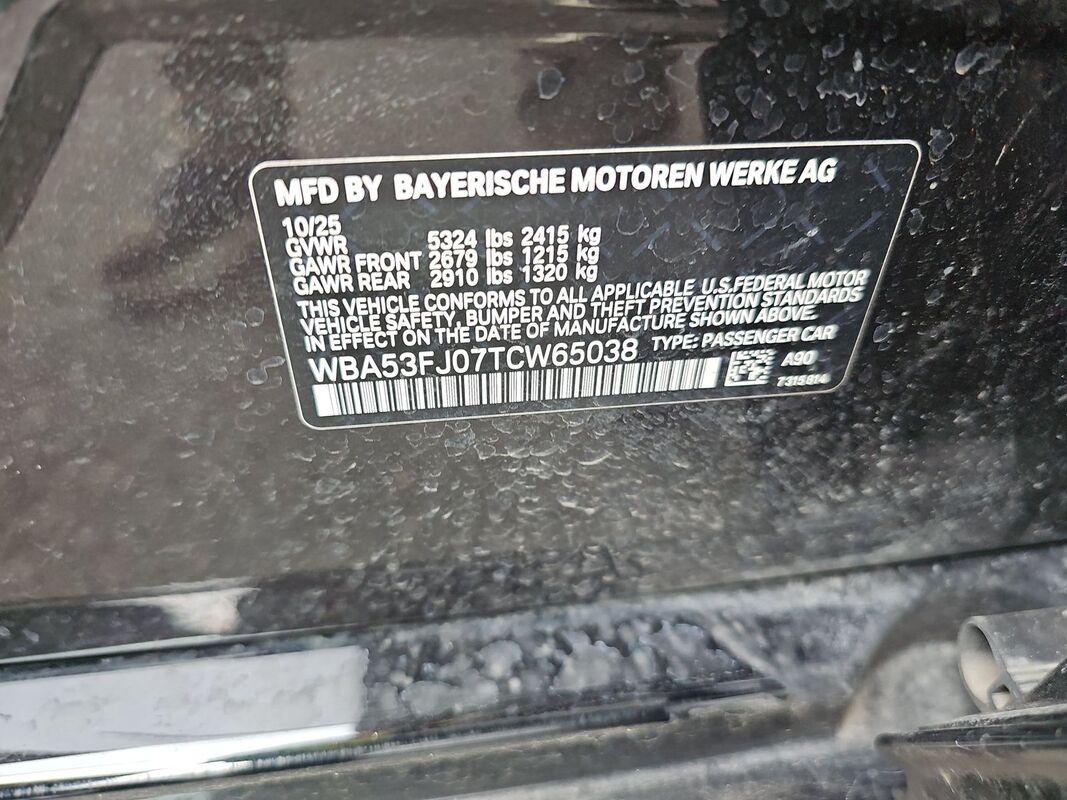 MFD BY BAYERISCHE MOTOREN WERKE AG
10/25
GVWR 5324 lbs 2415 kg
GAWR FRONT 2679 lbs 1215 kg
GAWR REAR 2910 lbs 1320 kg
THIS VEHICLE CONFORMS TO ALL APPLICABLE U.S.FEDERAL MOTOR
VEHICLE SAFETY, BUMPER AND THEFT PREVENTION STANDARDS
IN EFFECT ON THE DATE OF MANUFACTURE SHOWN ABOVE.
WBA53FJ07TCW65038 TYPE: PASSENGER CAR
A90
7315814